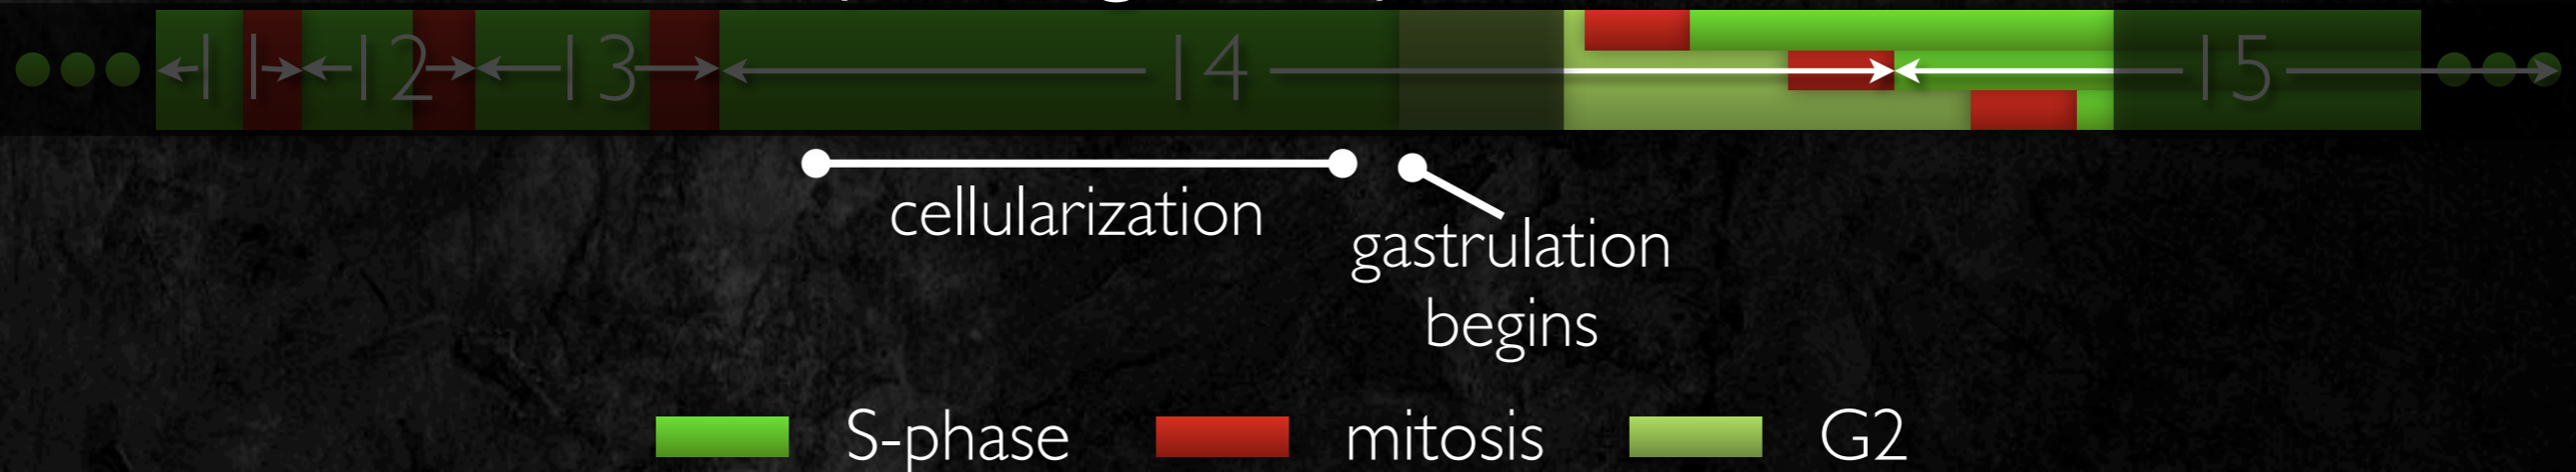 11 12 13 14 15
cellularization
gastrulation
begins
S-phase mitosis G2